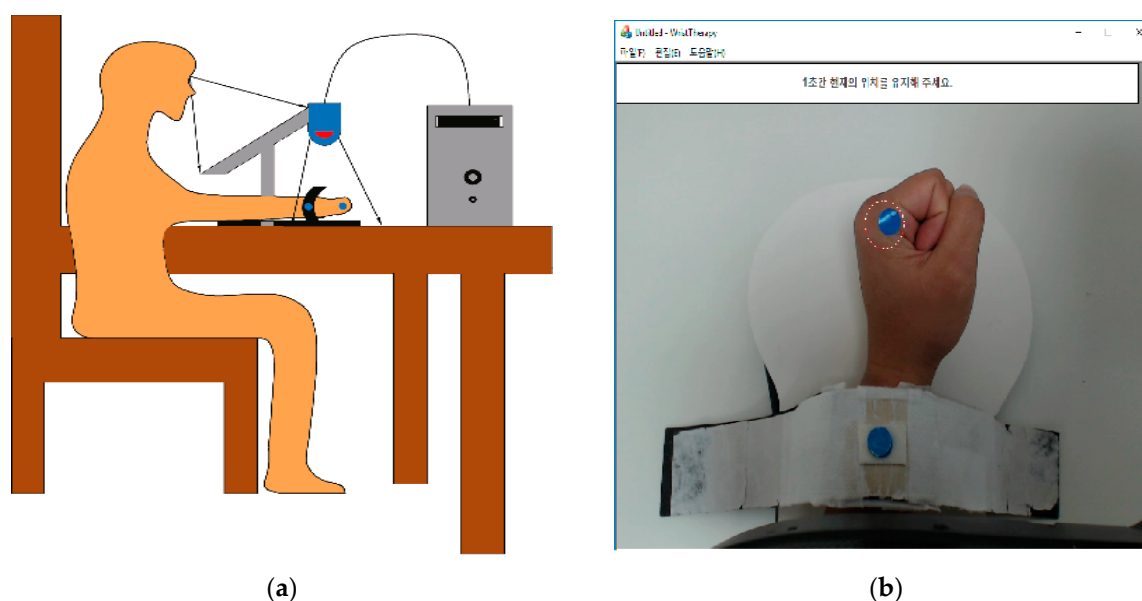 Untitled - WristTherapy
파일(F) 편집(E) 도움말(H)
1초간 현재의 위치를 유지해 주세요.
(a)
(b)